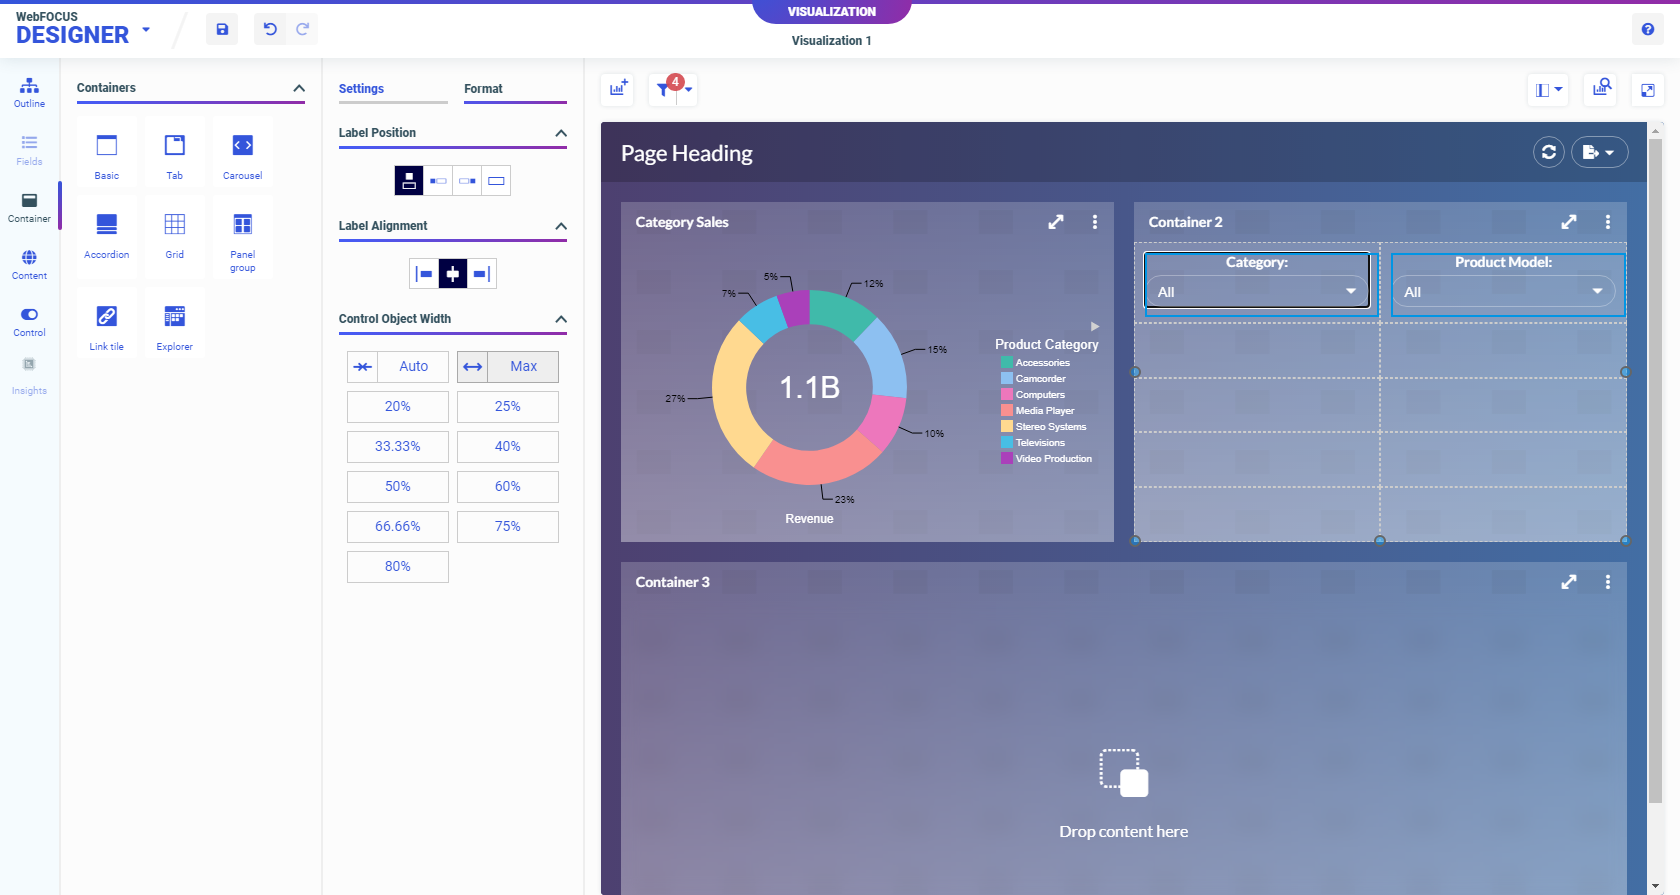 WebFOCUS
DESIGNER
VISUALIZATION
Visualization 1
Outline
Fields
Container
Content
Control
Insights
Containers
Basic
Tab
Carousel
Accordion
Grid
Panel
group
Link tile
Explorer
Settings
Format
Label Position
Label Alignment
Control Object Width
Auto
Max
20%
25%
33.33%
40%
50%
60%
66.66%
75%
80%
4
Page Heading
Category Sales
5%
12%
7%
15%
27%
10%
23%
1.1B
Revenue
Product Category
Accessories
Camcorder
Computers
Media Player
Stereo Systems
Televisions
Video Production
Container 2
Category:
All
Product Model:
All
Container 3
Drop content here